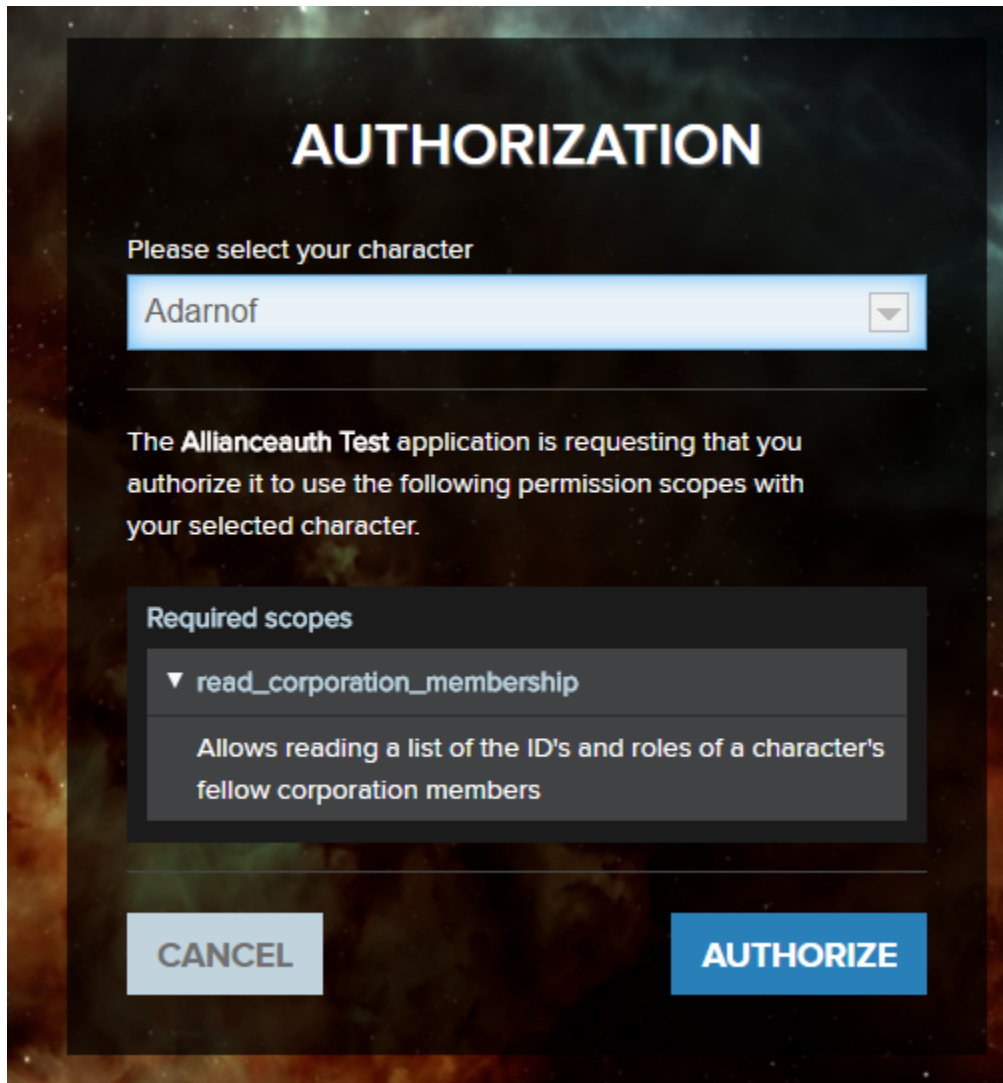 AUTHORIZATION
Please select your character
Adarnof
The Allianceauth Test application is requesting that you
authorize it to use the following permission scopes with
your selected character.
Required scopes
read_corporation_membership
Allows reading a list of the ID's and roles of a character's
fellow corporation members
CANCEL
AUTHORIZE